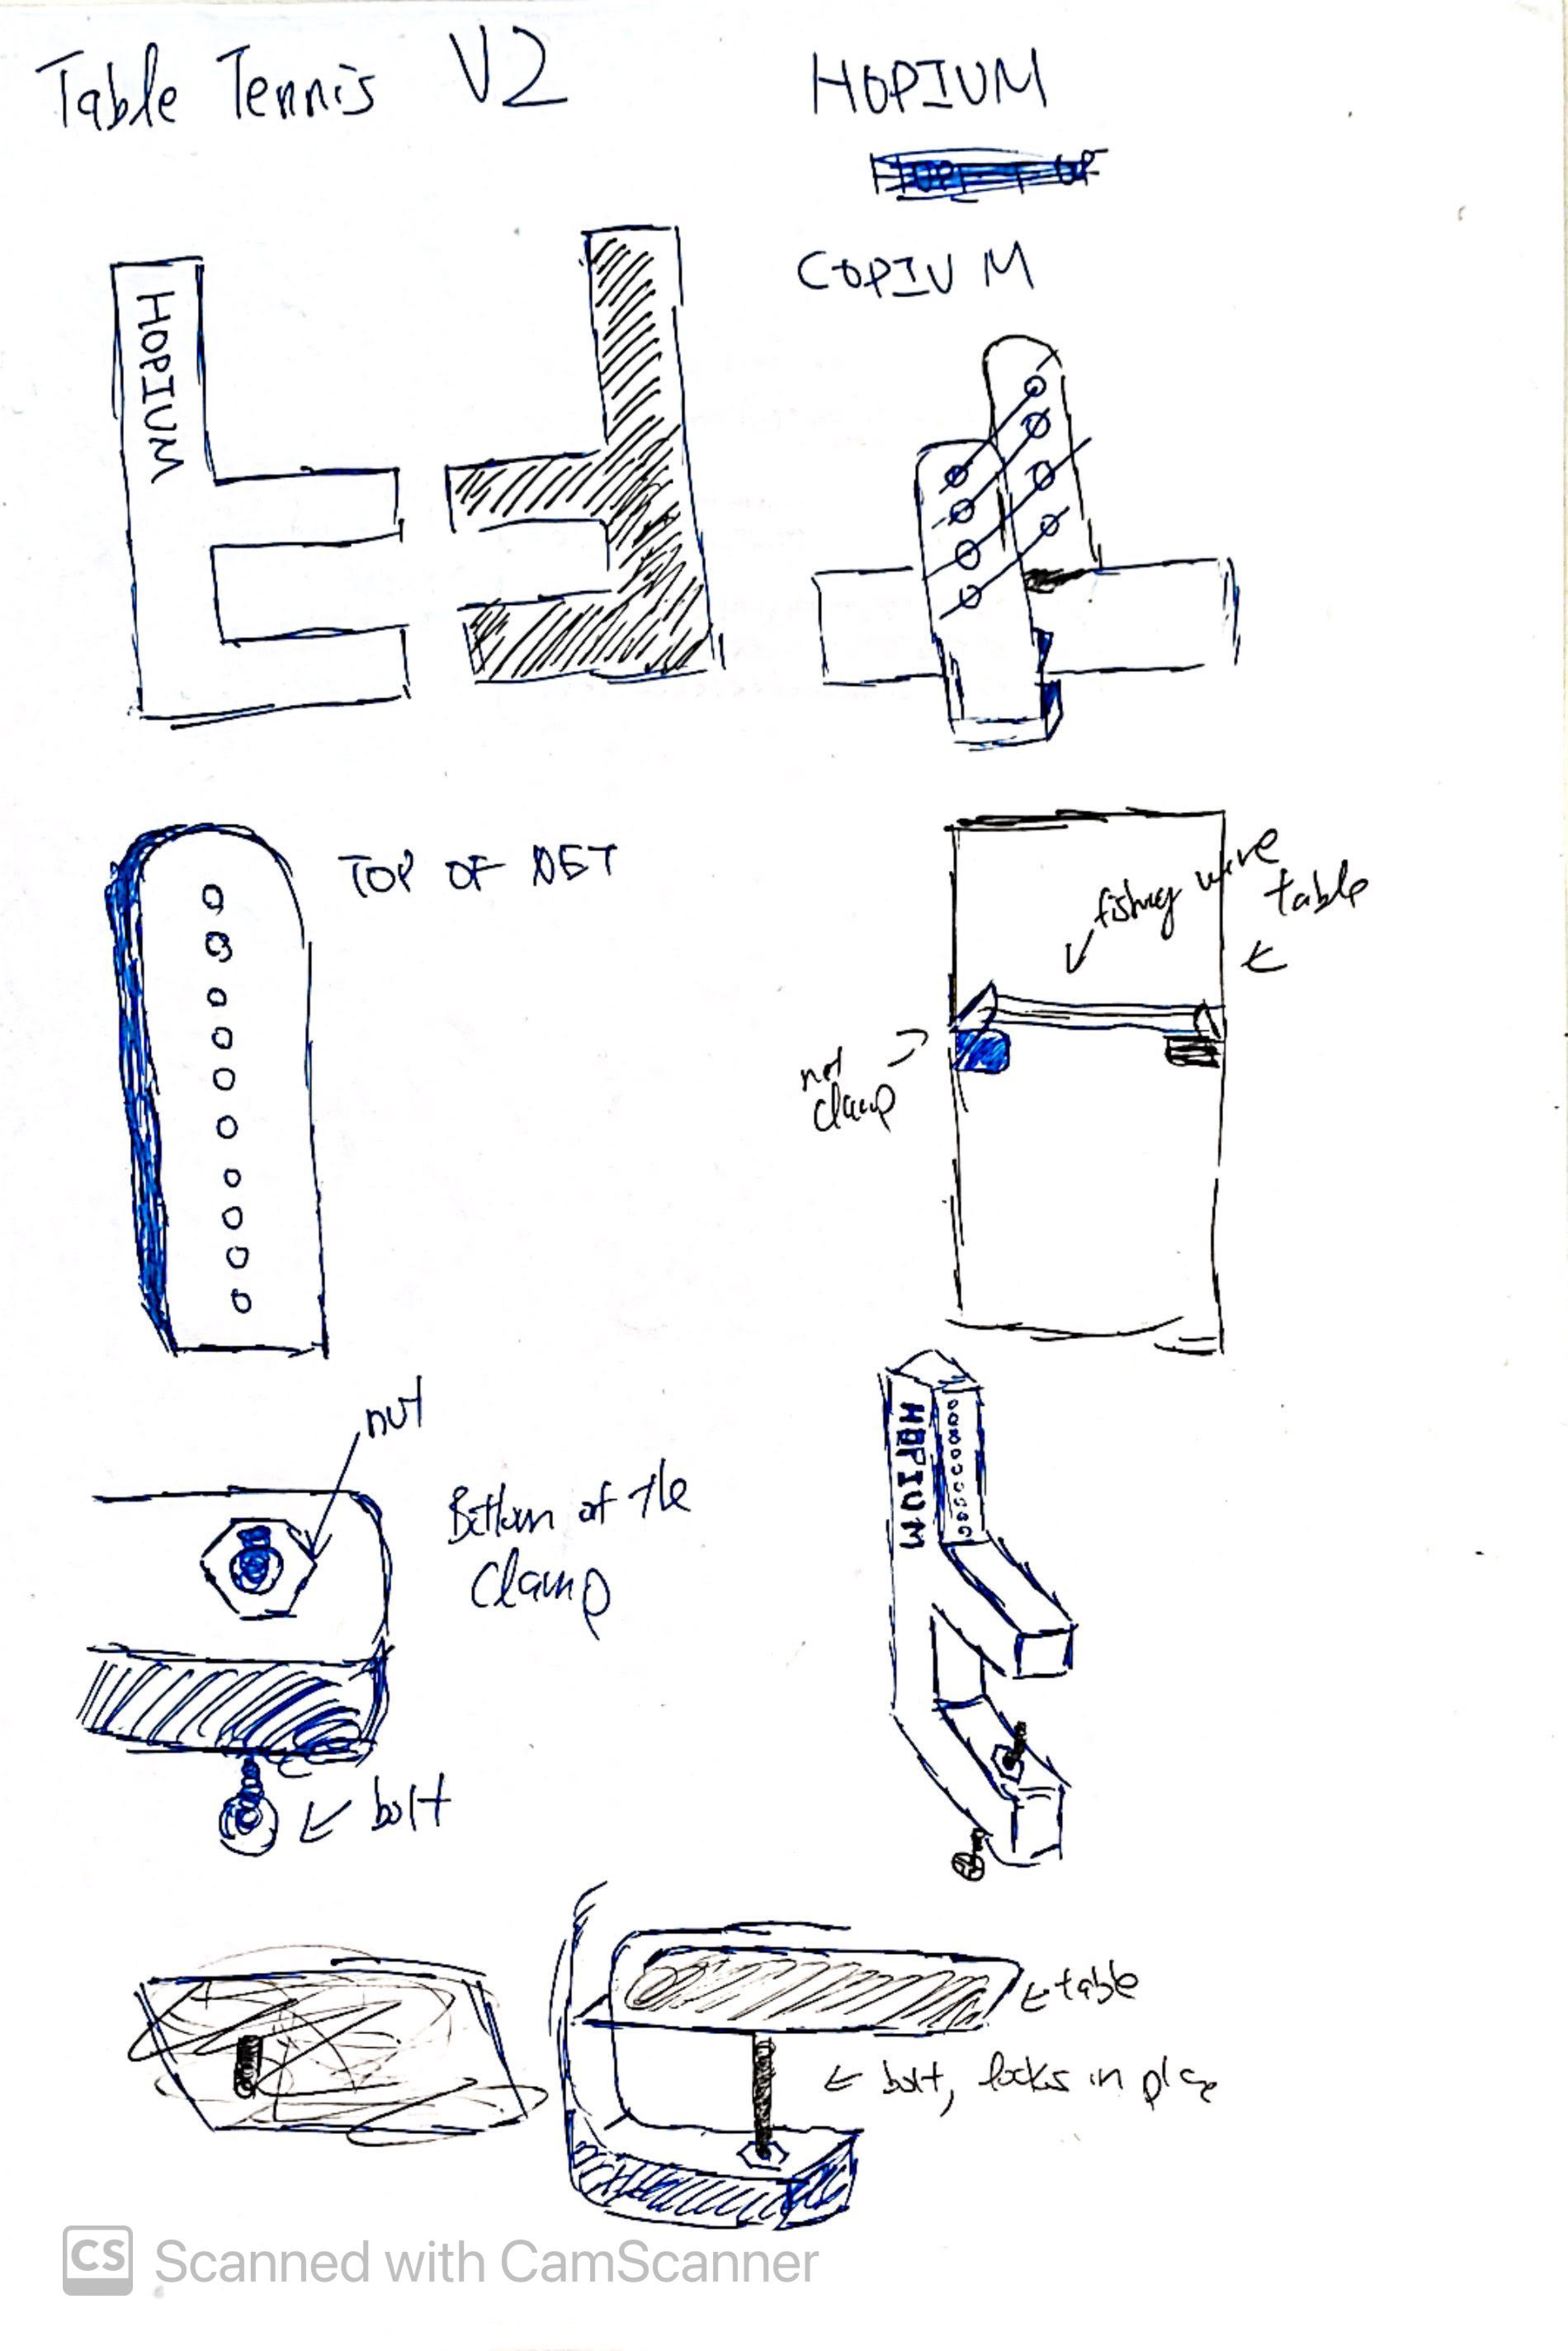 Table Tennis V2
HOPIUM
COPIUM
HOPIUM
TOP OF NET
fishing wire
table
net
clamp
nut
Bottom of the
Clamp
bolt
HOPIUM
table
bolt, locks in place
CS Scanned with CamScanner